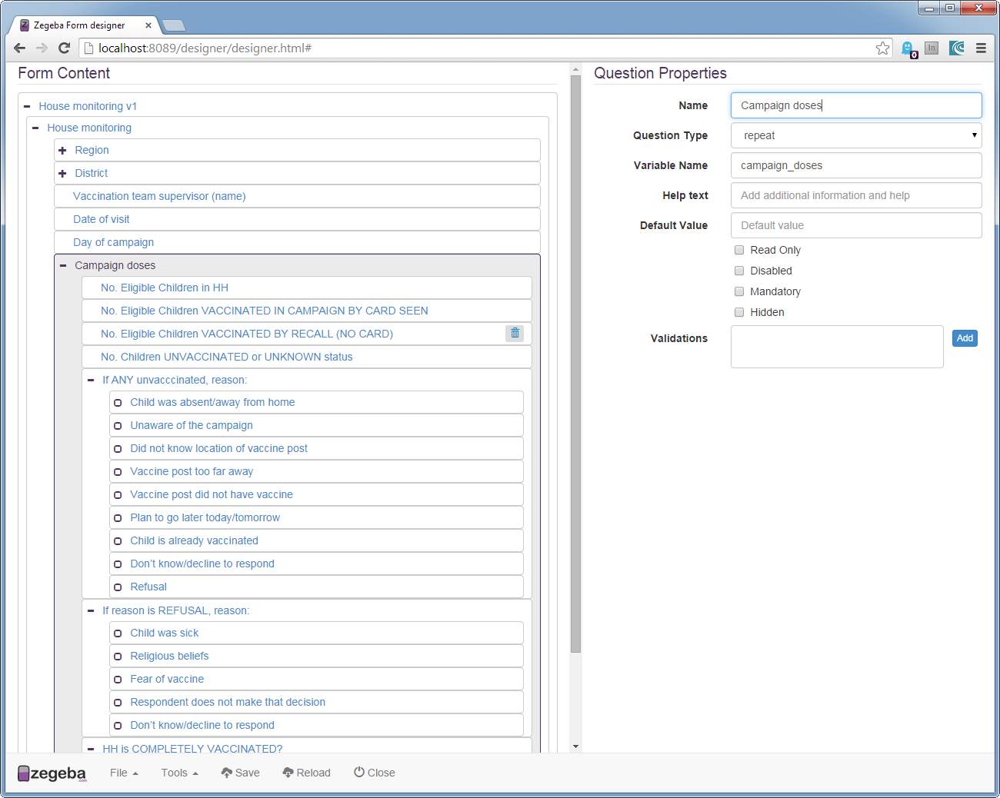 Zegeba Form designer
localhost:8089/designer/designer.html#
0
In
Form Content
House monitoring v1
House monitoring
Region
District
Vaccination team supervisor (name)
Date of visit
Day of campaign
Campaign doses
No. Eligible Children in HH
No. Eligible Children VACCINATED IN CAMPAIGN BY CARD SEEN
No. Eligible Children VACCINATED BY RECALL (NO CARD)
No. Children UNVACCINATED or UNKNOWN status
If ANY unvacccinated, reason:
Child was absent/away from home
Unaware of the campaign
Did not know location of vaccine post
Vaccine post too far away
Vaccine post did not have vaccine
Plan to go later today/tomorrow
Child is already vaccinated
Don't know/decline to respond
Refusal
If reason is REFUSAL, reason:
Child was sick
Religious beliefs
Fear of vaccine
Respondent does not make that decision
Don't know/decline to respond
HH is COMPLETELY VACCINATED?
Question Properties
Name Campaign doses
Question Type repeat
Variable Name campaign_doses
Help text Add additional information and help
Default Value Default value
Read Only
Disabled
Mandatory
Hidden
Validations Add
zegeba.com File Tools Save Reload Close